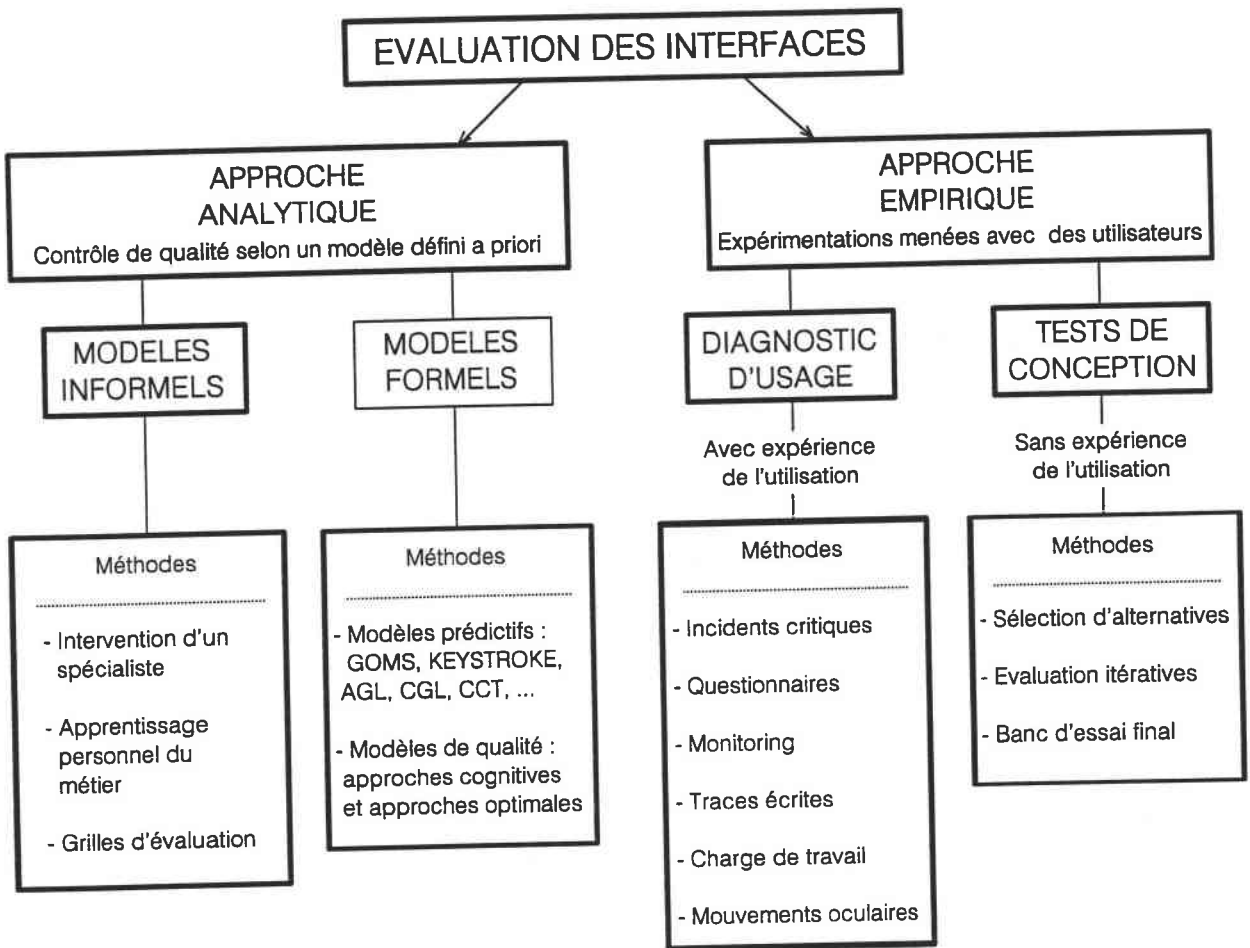 EVALUATION DES INTERFACES
APPROCHE
ANALYTIQUE
Contrôle de qualité selon un modèle défini a priori
APPROCHE
EMPIRIQUE
Expérimentations menées avec des utilisateurs
MODELES
INFORMELS
MODELES
FORMELS
DIAGNOSTIC
D'USAGE
TESTS DE
CONCEPTION
Avec expérience
de l'utilisation
Sans expérience
de l'utilisation
Méthodes
- Intervention d'un
spécialiste
- Apprentissage
personnel du
métier
- Grilles d'évaluation
Méthodes
- Modèles prédictifs :
GOMS, KEYSTROKE,
AGL, CGL, CCT, ...
- Modèles de qualité :
approches cognitives
et approches optimales
Méthodes
- Incidents critiques
- Questionnaires
- Monitoring
- Traces écrites
- Charge de travail
- Mouvements oculaires
Méthodes
- Sélection d'alternatives
- Evaluation itératives
- Banc d'essai final